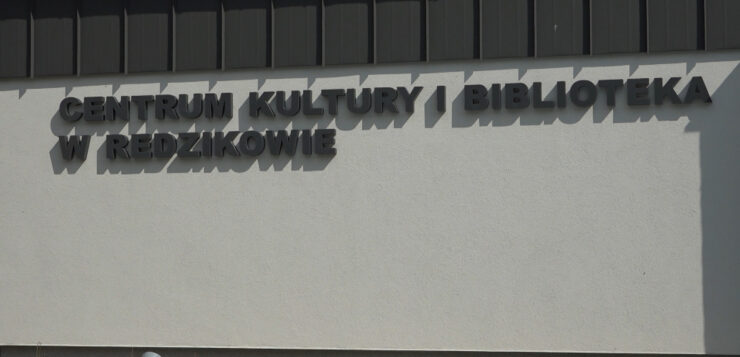 CENTRUM KULTURY I BIBLIOTEKA
W REDZIKOWIE